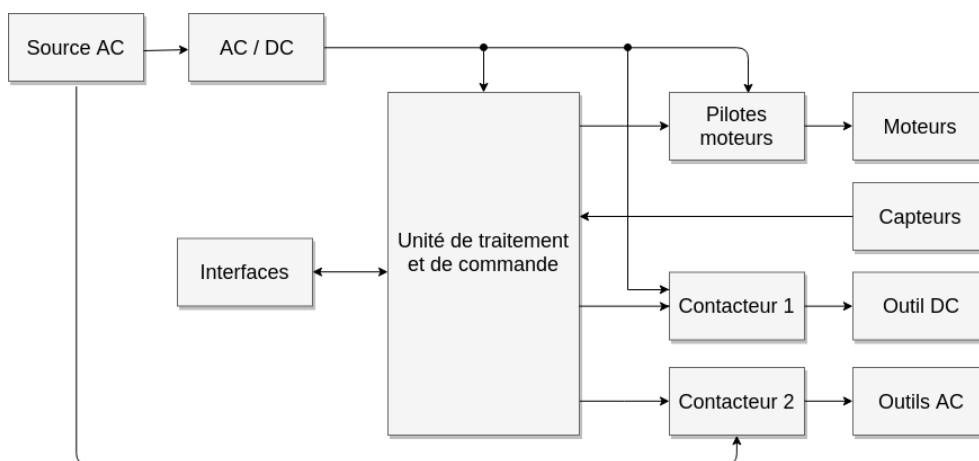 Source AC
AC / DC
Pilotes
moteurs
Moteurs
Capteurs
Unité de traitement
et de commande
Interfaces
Contacteur 1
Outil DC
Contacteur 2
Outils AC